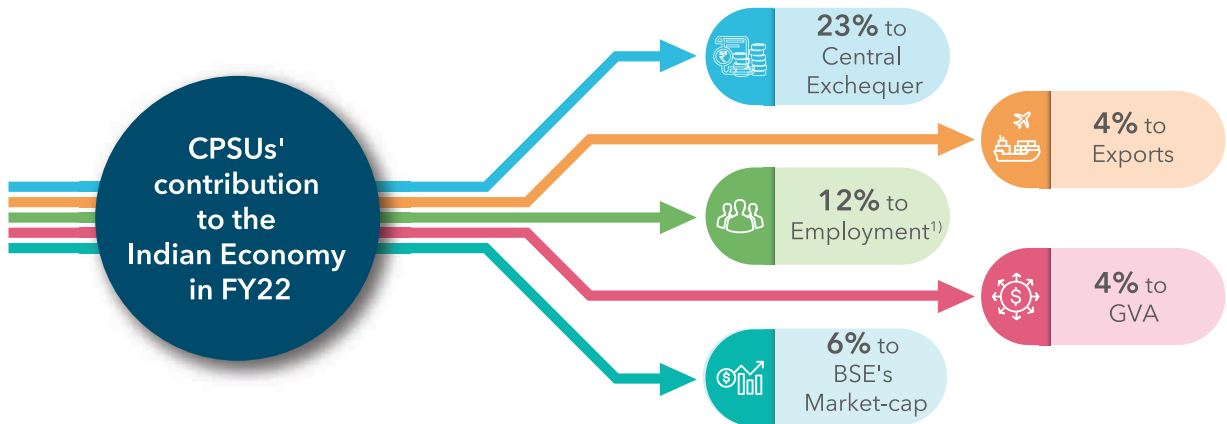 CPSUs'
contribution
to the
Indian Economy
in FY22
23% to
Central
Exchequer
4% to
Exports
12% to
Employment¹⁾
4% to
GVA
6% to
BSE's
Market-cap